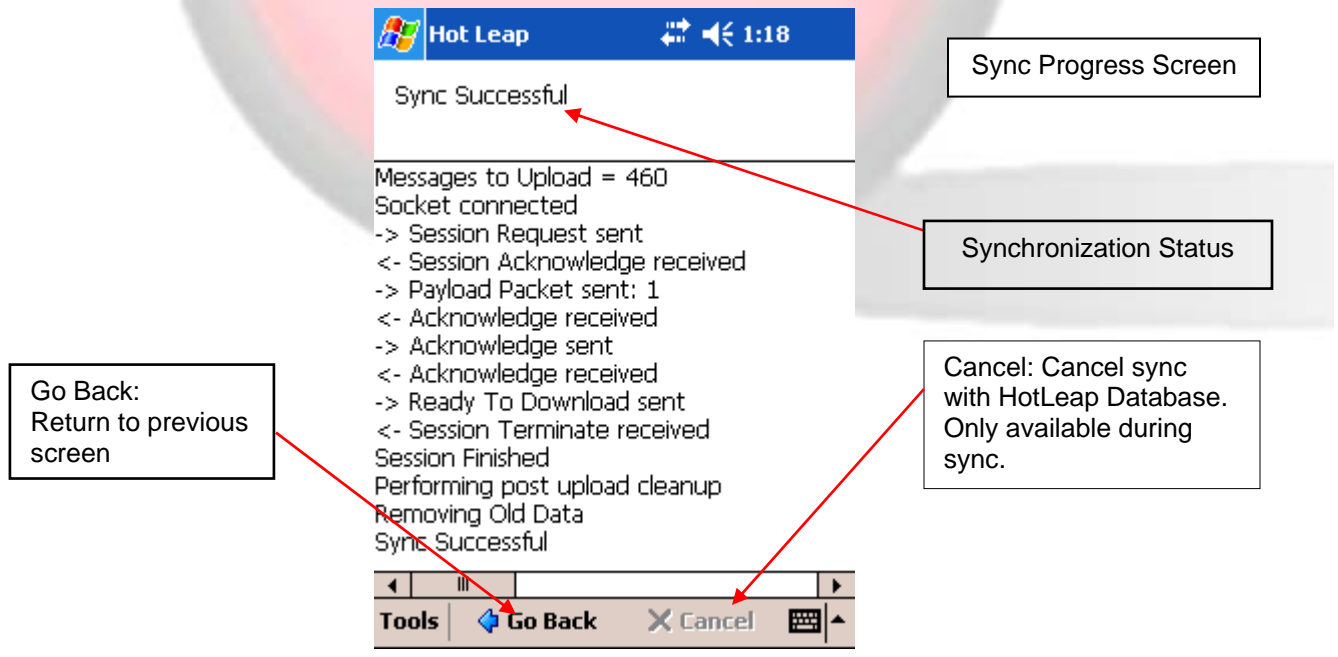 Hot Leap 1:18
Sync Progress Screen
Sync Successful
Messages to Upload = 460
Socket connected
-> Session Request sent
<- Session Acknowledge received
-> Payload Packet sent: 1
<- Acknowledge received
-> Acknowledge sent
<- Acknowledge received
-> Ready To Download sent
<- Session Terminate received
Session Finished
Performing post upload cleanup
Removing Old Data
Sync Successful
Synchronization Status
Go Back:
Return to previous
screen
Cancel: Cancel sync
with HotLeap Database.
Only available during
sync.
Tools Go Back Cancel